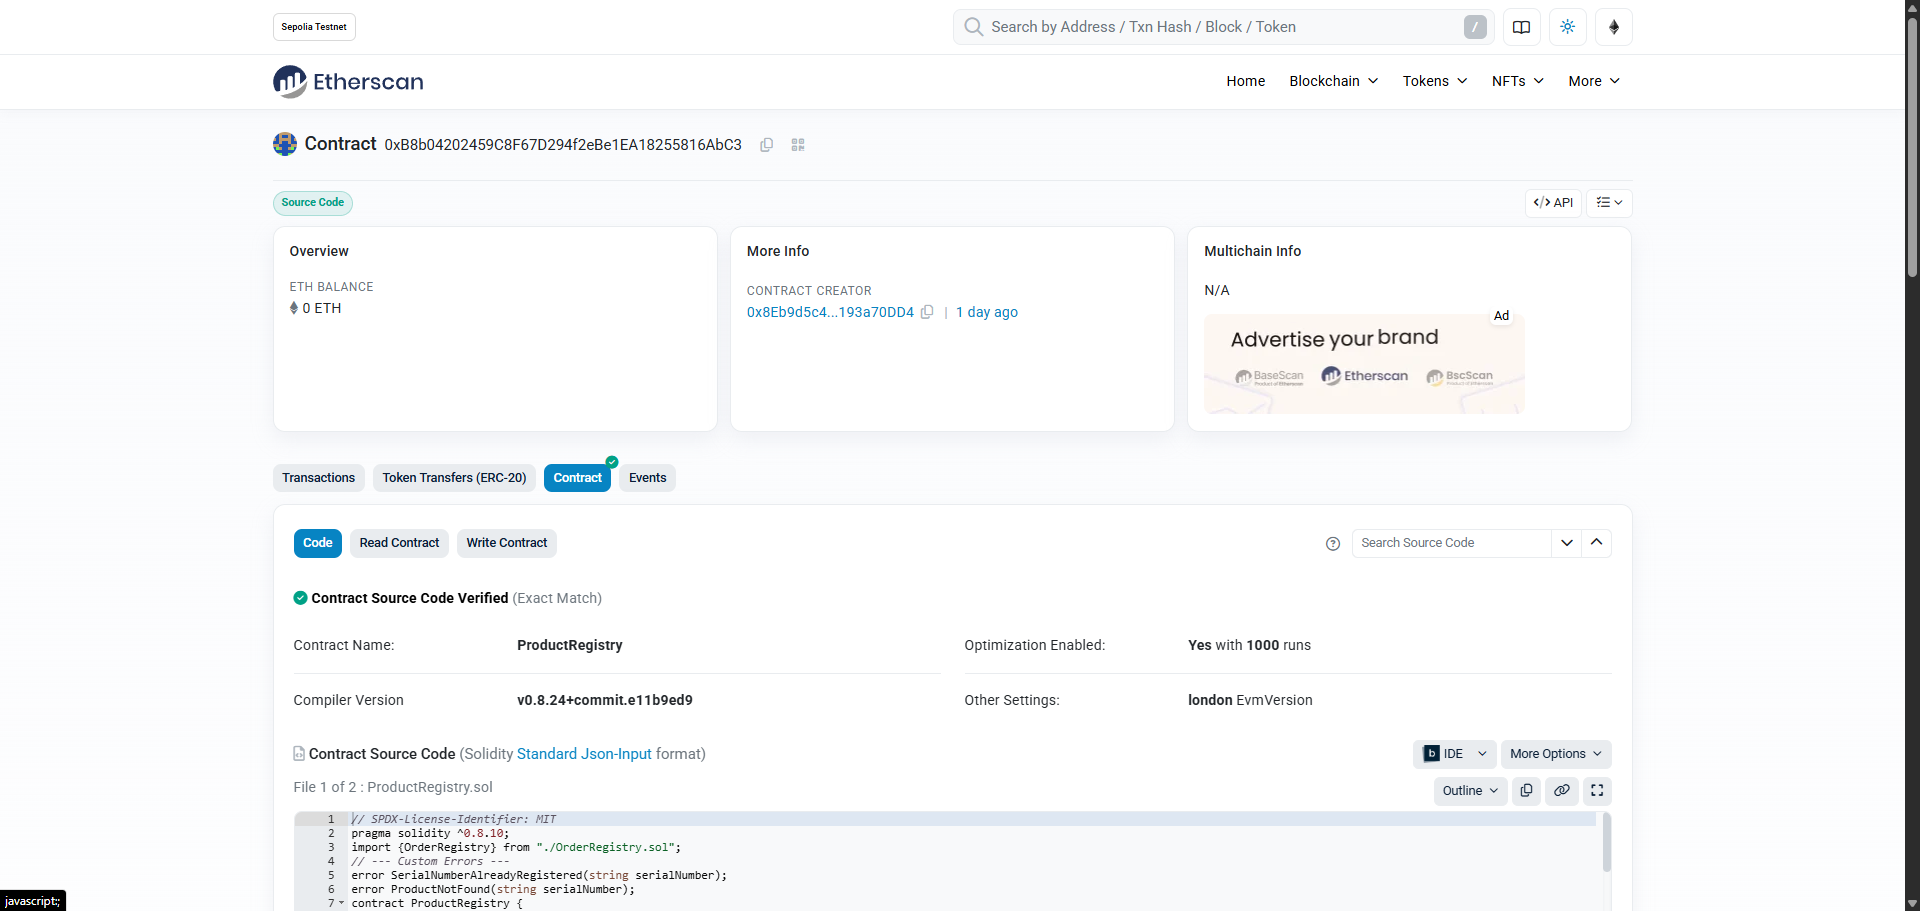 Sepolia Testnet
Search by Address / Txn Hash / Block / Token
/
Etherscan
Home
Blockchain
Tokens
NFTs
More
Contract 0xB8b04202459C8F67D294f2eBe1EA18255816AbC3
Source Code
</> API
Overview
ETH BALANCE
0 ETH
More Info
CONTRACT CREATOR
0x8Eb9d5c4...193a70DD4 | 1 day ago
Multichain Info
N/A
Ad
Advertise your brand
BaseScan
Product of Etherscan
Etherscan
BscScan
Product of Etherscan
Transactions
Token Transfers (ERC-20)
Contract
Events
Code
Read Contract
Write Contract
?
Search Source Code
Contract Source Code Verified (Exact Match)
Contract Name: ProductRegistry
Optimization Enabled: Yes with 1000 runs
Compiler Version v0.8.24+commit.e11b9ed9
Other Settings: london EvmVersion
Contract Source Code (Solidity Standard Json-Input format)
b IDE
More Options
File 1 of 2 : ProductRegistry.sol
Outline
1 // SPDX-License-Identifier: MIT
2 pragma solidity ^0.8.10;
3 import {OrderRegistry} from "./OrderRegistry.sol";
4 // --- Custom Errors ---
5 error SerialNumberAlreadyRegistered(string serialNumber);
6 error ProductNotFound(string serialNumber);
7 contract ProductRegistry {
javascript:;